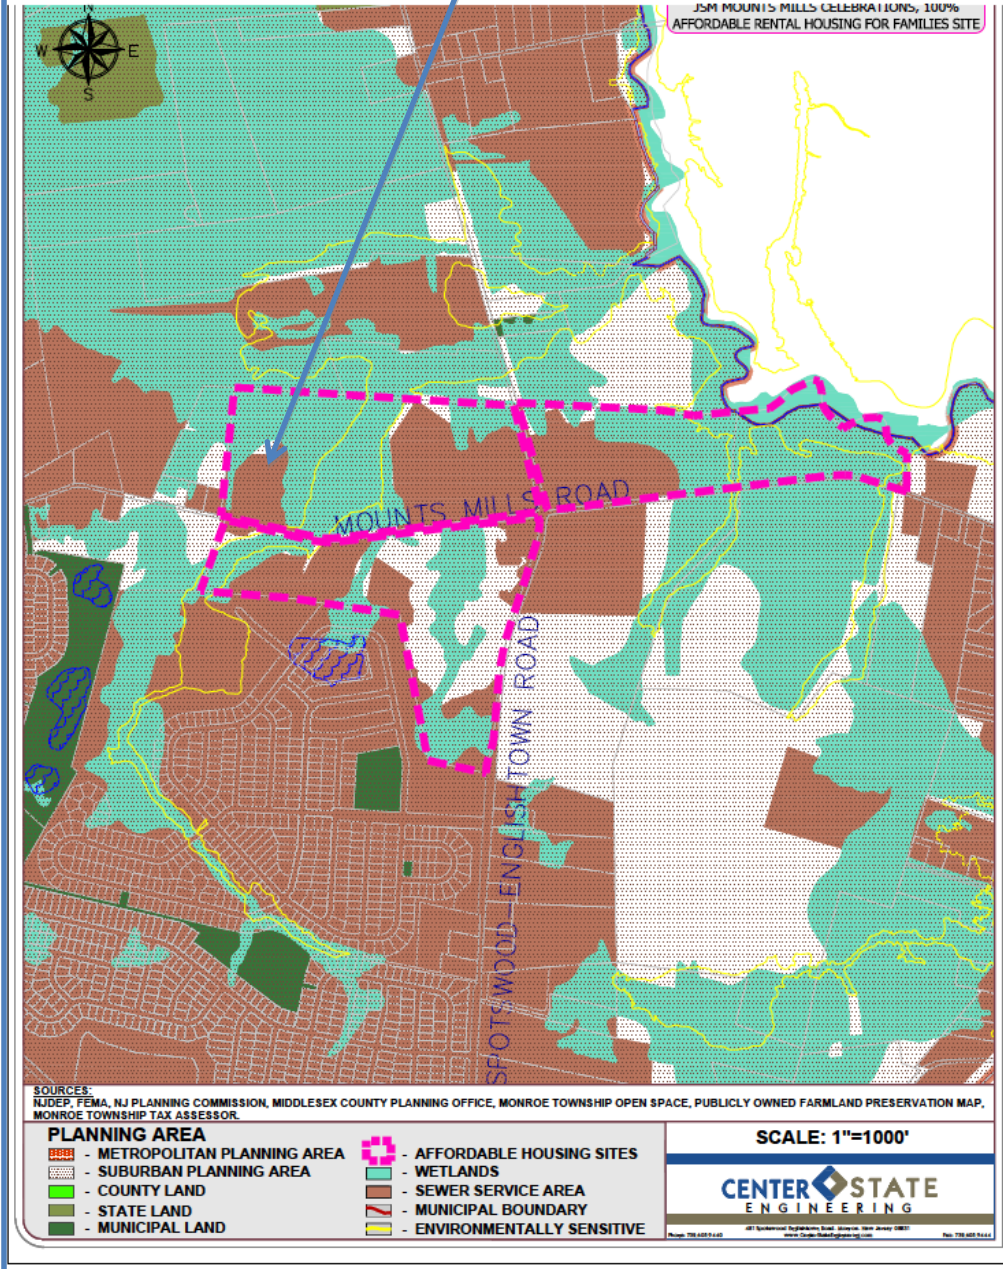 JSM MOUNTS MILLS CELEBRATIONS, 100%
AFFORDABLE RENTAL HOUSING FOR FAMILIES SITE
N
W E
S
MOUNTS MILLS ROAD
SPOTSWOOD-ENGLISHTOWN ROAD
SOURCES:
NJDEP, FEMA, NJ PLANNING COMMISSION, MIDDLESEX COUNTY PLANNING OFFICE, MONROE TOWNSHIP OPEN SPACE, PUBLICLY OWNED FARMLAND PRESERVATION MAP,
MONROE TOWNSHIP TAX ASSESSOR.
PLANNING AREA
- METROPOLITAN PLANNING AREA
- SUBURBAN PLANNING AREA
- COUNTY LAND
- STATE LAND
- MUNICIPAL LAND
- AFFORDABLE HOUSING SITES
- WETLANDS
- SEWER SERVICE AREA
- MUNICIPAL BOUNDARY
- ENVIRONMENTALLY SENSITIVE
SCALE: 1"=1000'
CENTER STATE
ENGINEERING